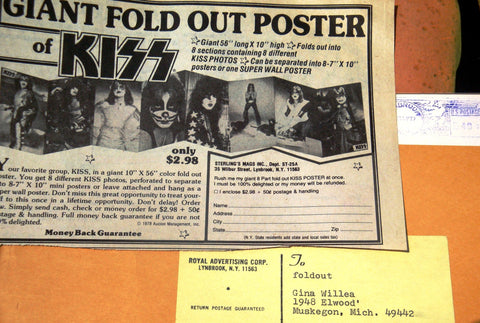 GIANT FOLD OUT POSTER
of KISS
☆Giant 56" long X 10" high ☆ Folds out into
8 sections containing 8 different
KISS PHOTOS ☆ Can be separated into 8-7" X 10"
posters or one SUPER WALL POSTER
only
$2.98
our favorite group, KISS, in a giant 10" X 56" color fold out
ster. You get 8 different KISS photos, perforated to separate
to 8-7" X 10" mini posters or leave attached and hang as a
per wall poster. Don't miss this great opportunity to treat your-
f to this once in a lifetime opportunity. Don't delay! Order
w. Simply send cash, check or money order for $2.98 + 50¢
stage & handling. Full money back guarantee if you are not
0% delighted.
© 1978 Auction Management, Inc.
Money Back Guarantee
STERLING'S MAGS INC., Dept. ST-25A
35 Wilbur Street, Lynbrook, N.Y. 11563
Rush me my giant 8 Part fold out KISS POSTER at once.
I must be 100% delighted or my money will be refunded.
☐ I enclose $2.98 + 50¢ postage & handling
Name
Address
City
State Zip
(N.Y. State residents add state and local sales tax)
ROYAL ADVERTISING CORP.
LYNBROOK, N.Y. 11563
RETURN POSTAGE GUARANTEED
To
foldout
Gina Willea
1948 Elwood'
Muskegon, Mich. 49442